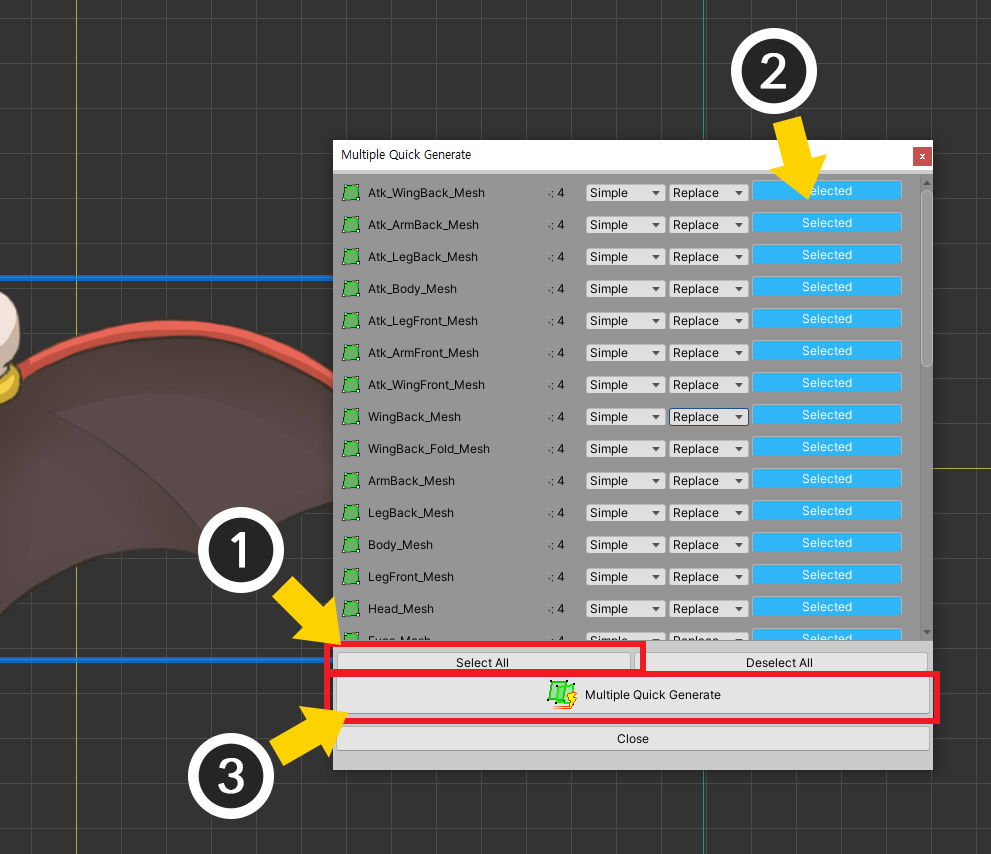 2
Multiple Quick Generate
x
Atk_WingBack_Mesh .: 4 Simple Replace Selected
Atk_ArmBack_Mesh .: 4 Simple Replace Selected
Atk_LegBack_Mesh .: 4 Simple Replace Selected
Atk_Body_Mesh .: 4 Simple Replace Selected
Atk_LegFront_Mesh .: 4 Simple Replace Selected
Atk_ArmFront_Mesh .: 4 Simple Replace Selected
Atk_WingFront_Mesh .: 4 Simple Replace Selected
WingBack_Mesh .: 4 Simple Replace Selected
WingBack_Fold_Mesh .: 4 Simple Replace Selected
ArmBack_Mesh .: 4 Simple Replace Selected
LegBack_Mesh .: 4 Simple Replace Selected
Body_Mesh .: 4 Simple Replace Selected
1
LegFront_Mesh .: 4 Simple Replace Selected
Head_Mesh .: 4 Simple Replace Selected
.: 4 Simple Replace Selected
Select All Deselect All
Multiple Quick Generate
Close
3